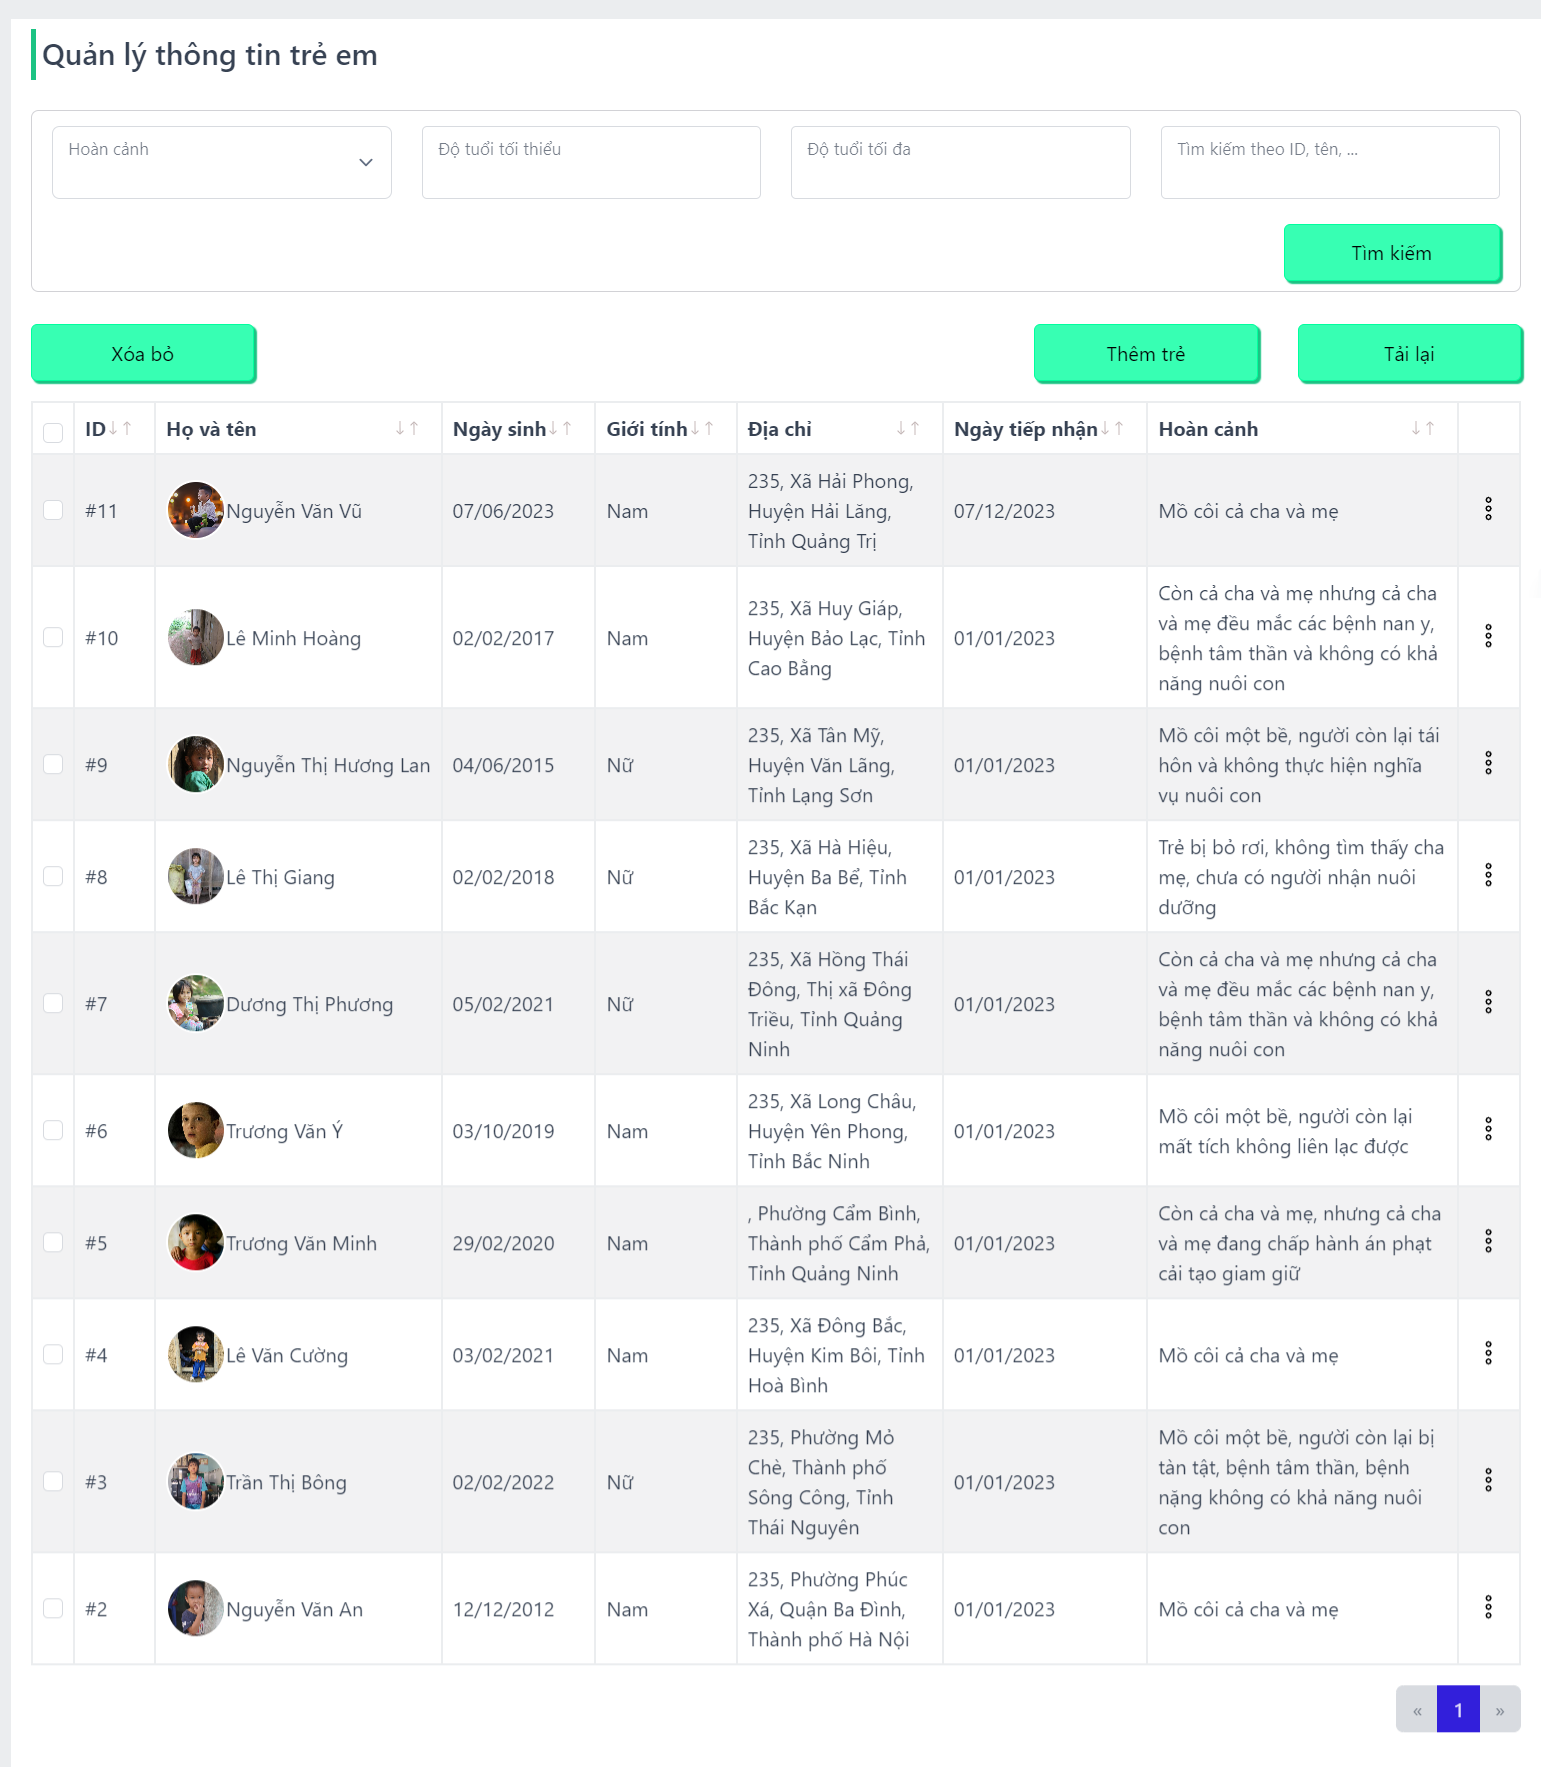 Quản lý thông tin trẻ em
Hoàn cảnh
Độ tuổi tối thiểu
Độ tuổi tối đa
Tìm kiếm theo ID, tên, ...
Tìm kiếm
Xóa bỏ
Thêm trẻ
Tải lại
ID↓↑ Họ và tên ↓↑ Ngày sinh↓↑ Giới tính↓↑ Địa chỉ ↓↑ Ngày tiếp nhận↓↑ Hoàn cảnh ↓↑
#11
Nguyễn Văn Vũ
07/06/2023
Nam
235, Xã Hải Phong,
Huyện Hải Lăng,
Tỉnh Quảng Trị
07/12/2023
Mồ côi cả cha và mẹ
#10
Lê Minh Hoàng
02/02/2017
Nam
235, Xã Huy Giáp,
Huyện Bảo Lạc, Tỉnh
Cao Bằng
01/01/2023
Còn cả cha và mẹ nhưng cả cha
và mẹ đều mắc các bệnh nan y,
bệnh tâm thần và không có khả
năng nuôi con
#9
Nguyễn Thị Hương Lan
04/06/2015
Nữ
235, Xã Tân Mỹ,
Huyện Văn Lãng,
Tỉnh Lạng Sơn
01/01/2023
Mồ côi một bề, người còn lại tái
hôn và không thực hiện nghĩa
vụ nuôi con
#8
Lê Thị Giang
02/02/2018
Nữ
235, Xã Hà Hiệu,
Huyện Ba Bể, Tỉnh
Bắc Kạn
01/01/2023
Trẻ bị bỏ rơi, không tìm thấy cha
mẹ, chưa có người nhận nuôi
dưỡng
#7
Dương Thị Phương
05/02/2021
Nữ
235, Xã Hồng Thái
Đông, Thị xã Đông
Triều, Tỉnh Quảng
Ninh
01/01/2023
Còn cả cha và mẹ nhưng cả cha
và mẹ đều mắc các bệnh nan y,
bệnh tâm thần và không có khả
năng nuôi con
#6
Trương Văn Ý
03/10/2019
Nam
235, Xã Long Châu,
Huyện Yên Phong,
Tỉnh Bắc Ninh
01/01/2023
Mồ côi một bề, người còn lại
mất tích không liên lạc được
#5
Trương Văn Minh
29/02/2020
Nam
, Phường Cẩm Bình,
Thành phố Cẩm Phả,
Tỉnh Quảng Ninh
01/01/2023
Còn cả cha và mẹ, nhưng cả cha
và mẹ đang chấp hành án phạt
cải tạo giam giữ
#4
Lê Văn Cường
03/02/2021
Nam
235, Xã Đông Bắc,
Huyện Kim Bôi, Tỉnh
Hoà Bình
01/01/2023
Mồ côi cả cha và mẹ
#3
Trần Thị Bông
02/02/2022
Nữ
235, Phường Mỏ
Chè, Thành phố
Sông Công, Tỉnh
Thái Nguyên
01/01/2023
Mồ côi một bề, người còn lại bị
tàn tật, bệnh tâm thần, bệnh
nặng không có khả năng nuôi
con
#2
Nguyễn Văn An
12/12/2012
Nam
235, Phường Phúc
Xá, Quận Ba Đình,
Thành phố Hà Nội
01/01/2023
Mồ côi cả cha và mẹ
« 1 »